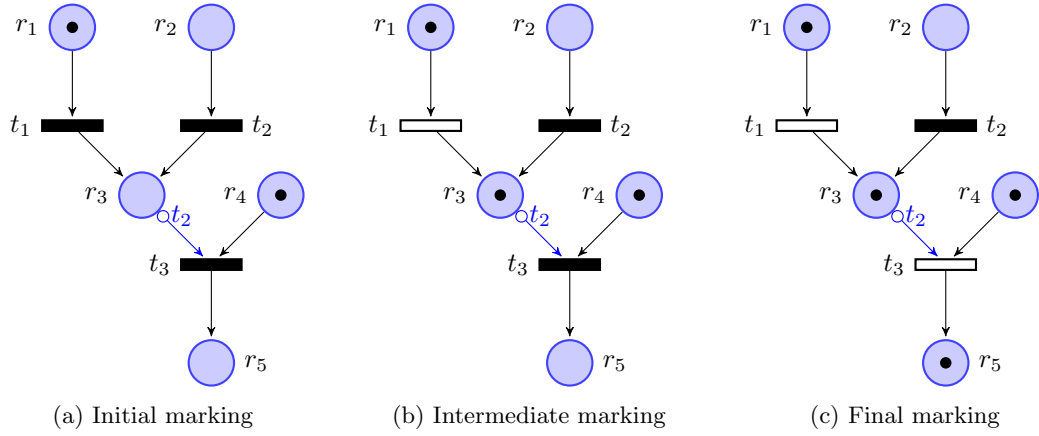 r₁ r₂ r₁ r₂ r₁ r₂
t₁ t₂ t₁ t₂ t₁ t₂
r₃ r₄ r₃ r₄ r₃ r₄
t₂ t₂ t₂
t₃ t₃ t₃
r₅ r₅ r₅
(a) Initial marking (b) Intermediate marking (c) Final marking